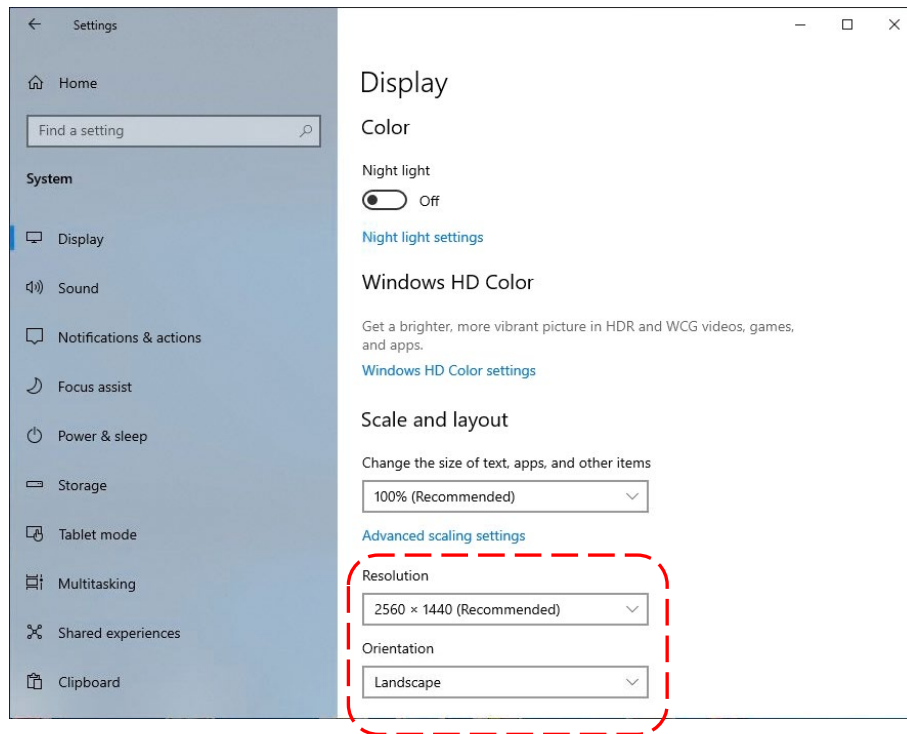 Settings
Home
Find a setting
System
Display
Sound
Notifications & actions
Focus assist
Power & sleep
Storage
Tablet mode
Multitasking
Shared experiences
Clipboard
Display
Color
Night light
Off
Night light settings
Windows HD Color
Get a brighter, more vibrant picture in HDR and WCG videos, games,
and apps.
Windows HD Color settings
Scale and layout
Change the size of text, apps, and other items
100% (Recommended)
Advanced scaling settings
Resolution
2560 × 1440 (Recommended)
Orientation
Landscape